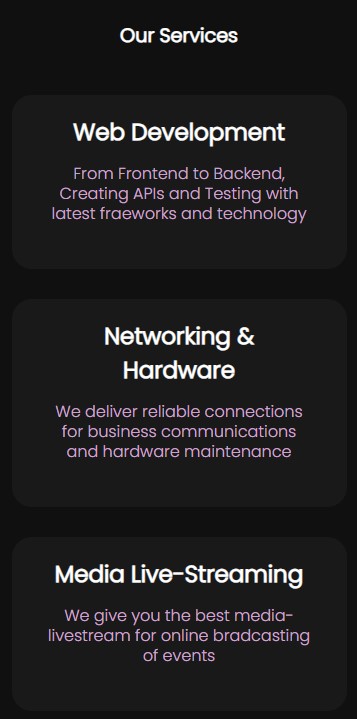 Our Services
Web Development
From Frontend to Backend,
Creating APIs and Testing with
latest fraeworks and technology
Networking &
Hardware
We deliver reliable connections
for business communications
and hardware maintenance
Media Live-Streaming
We give you the best media-
livestream for online bradcasting
of events